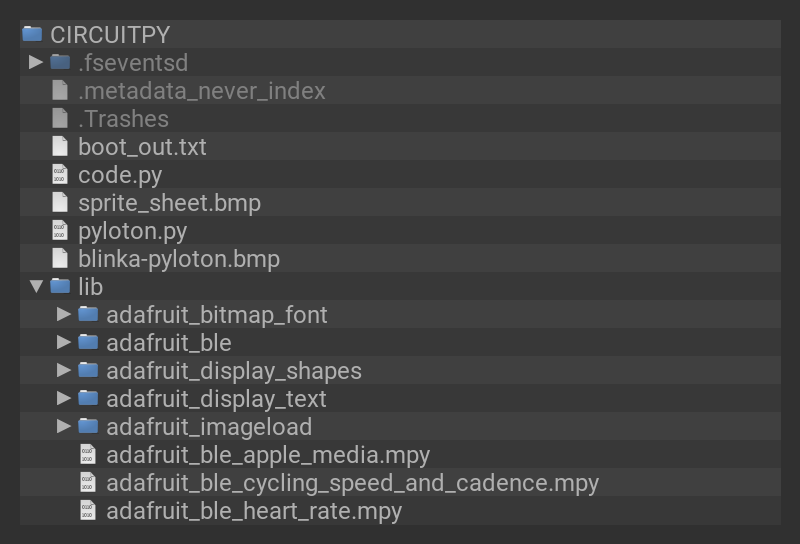 CIRCUITPY
.fseventsd
.metadata_never_index
.Trashes
boot_out.txt
code.py
sprite_sheet.bmp
pyloton.py
blinka-pyloton.bmp
lib
adafruit_bitmap_font
adafruit_ble
adafruit_display_shapes
adafruit_display_text
adafruit_imageload
adafruit_ble_apple_media.mpy
adafruit_ble_cycling_speed_and_cadence.mpy
adafruit_ble_heart_rate.mpy